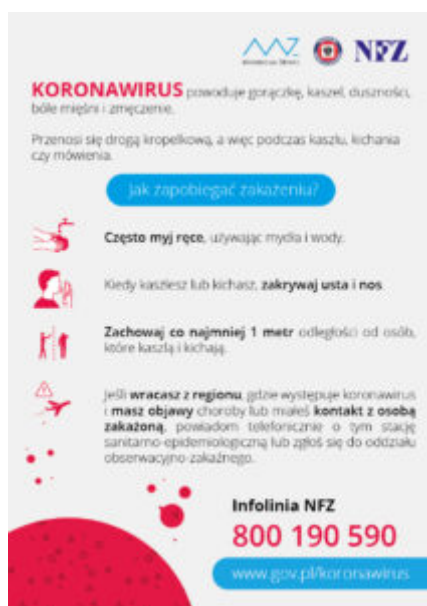 NFZ
KORONAWIRUS powoduje gorączkę, kaszel, duszności,
bóle mięśni i zmęczenie.
Przenosi się drogą kropelkową, a więc podczas kaszlu, kichania
czy mówienia.
Jak zapobiegać zakażeniu?
Często myj ręce, używając mydła i wody.
Kiedy kaszlesz lub kichasz, zakrywaj usta i nos.
Zachowaj co najmniej 1 metr odległości od osób,
które kaszlą i kichają.
Jeśli wracasz z regionu, gdzie występuje koronawirus
i masz objawy choroby lub miałeś kontakt z osobą
zakażoną, powiadom telefonicznie o tym stację
sanitarno-epidemiologiczną lub zgłoś się do oddziału
obserwacyjno-zakaźnego.
Infolinia NFZ
800 190 590
www.gov.pl/koronawirus